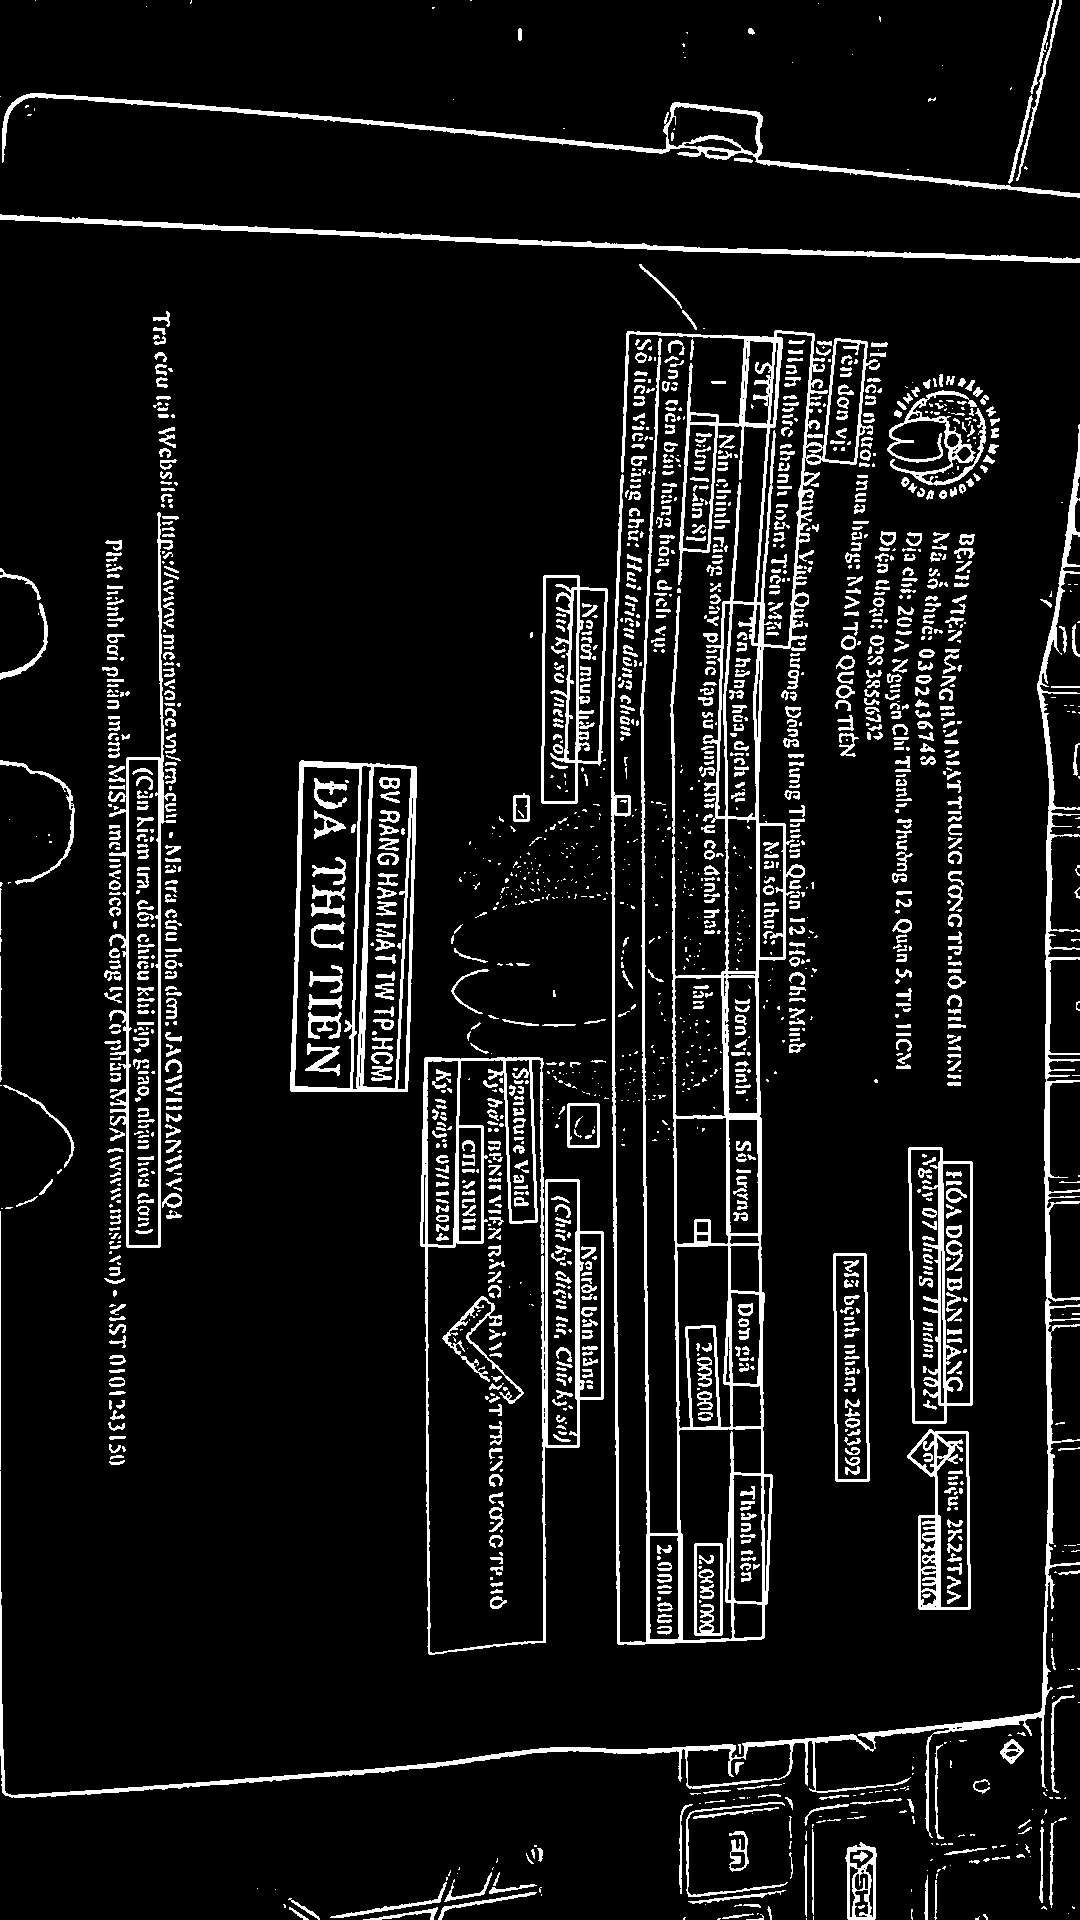 BỆNH VIỆN RĂNG HÀM MẶT TRUNG ƯƠNG TP.HỒ CHÍ MINH
Mã số thuế: 0302436748
Địa chỉ: 201A Nguyễn Chí Thanh, Phường 12, Quận 5, TP. HCM
Điện thoại: 028 38556732
BỆNH VIỆN RĂNG HÀM MẶT TRUNG ƯƠNG
HÓA ĐƠN BÁN HÀNG
Ngày 07 tháng 11 năm 2024
Ký hiệu: 2K24TAA
Số: 00380063
Mã bệnh nhân: 24033992
Họ tên người mua hàng: MAI TÔ QUỐC TIẾN
Tên đơn vị:
Địa chỉ: c100 Nguyễn Văn Quá Phường Đông Hưng Thuận Quận 12 Hồ Chí Minh
Hình thức thanh toán: Tiền Mặt Mã số thuế:
STT Tên hàng hóa, dịch vụ Đơn vị tính Số lượng Đơn giá Thành tiền
1 Nắn chỉnh răng xoay phức tạp sử dụng khí cụ cố định hai hàm [Lần 8] lần 2.000.000 2.000.000
Cộng tiền bán hàng hóa, dịch vụ: 2.000.000
Số tiền viết bằng chữ: Hai triệu đồng chẵn.
Người mua hàng Người bán hàng
(Chữ ký số (nếu có)) (Chữ ký điện tử, Chữ ký số)
Signature Valid
Ký bởi: BỆNH VIỆN RĂNG HÀM MẶT TRUNG ƯƠNG TP.HỒ
CHÍ MINH
Ký ngày: 07/11/2024
BV RĂNG HÀM MẶT TW TP.HCM
ĐÃ THU TIỀN
Tra cứu tại Website: https://www.meinvoice.vn/tra-cuu - Mã tra cứu hóa đơn: JACWH2ANWVQ4
(Cần kiểm tra, đối chiếu khi lập, giao, nhận hóa đơn)
Phát hành bởi phần mềm MISA meInvoice - Công ty Cổ phần MISA (www.misa.vn) - MST 0101243150
FN